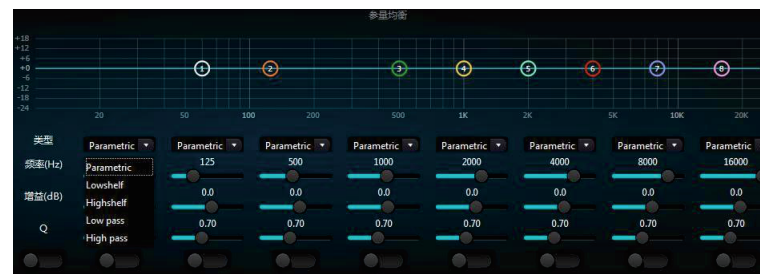 参量均衡
+18
+12
+6
+0
-6
-12
-18
-24
1 2 3 4 5 6 7 8
20 50 100 200 500 1K 2K 5K 10K 20K
类型 Parametric Parametric Parametric Parametric Parametric Parametric Parametric Parametric
频率(Hz) Parametric 125 500 1000 2000 4000 8000 16000
Lowshelf
增益(dB) Highshelf 0.0 0.0 0.0 0.0 0.0 0.0 0.0
Low pass
Q High pass 0.70 0.70 0.70 0.70 0.70 0.70 0.70